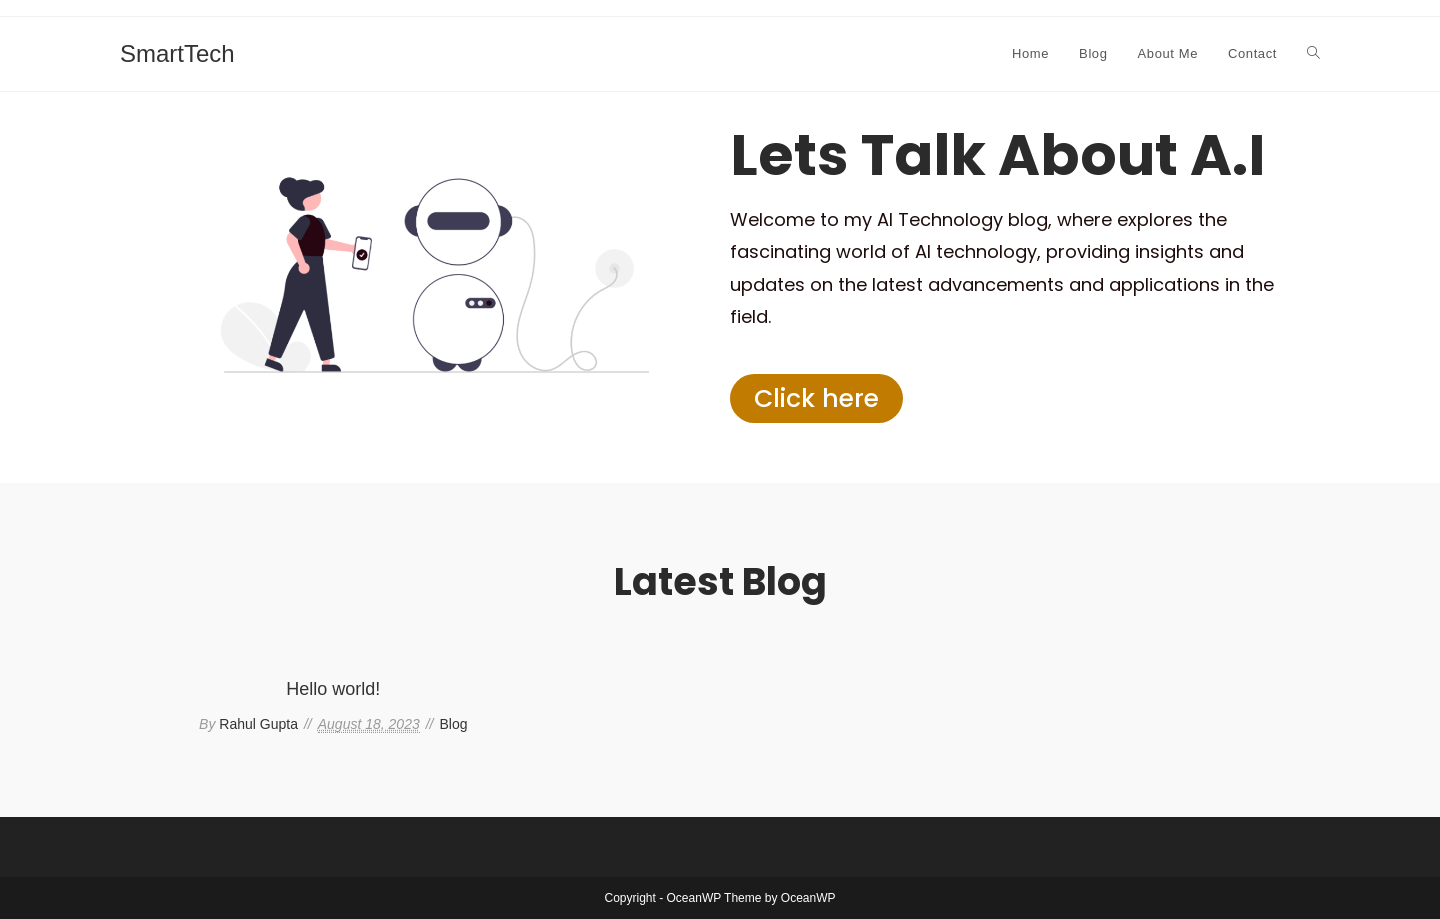 SmartTech
Home
Blog
About Me
Contact
Lets Talk About A.I
Welcome to my AI Technology blog, where explores the
fascinating world of AI technology, providing insights and
updates on the latest advancements and applications in the
field.
Click here
Latest Blog
Hello world!
By Rahul Gupta // August 18, 2023 // Blog
Copyright - OceanWP Theme by OceanWP